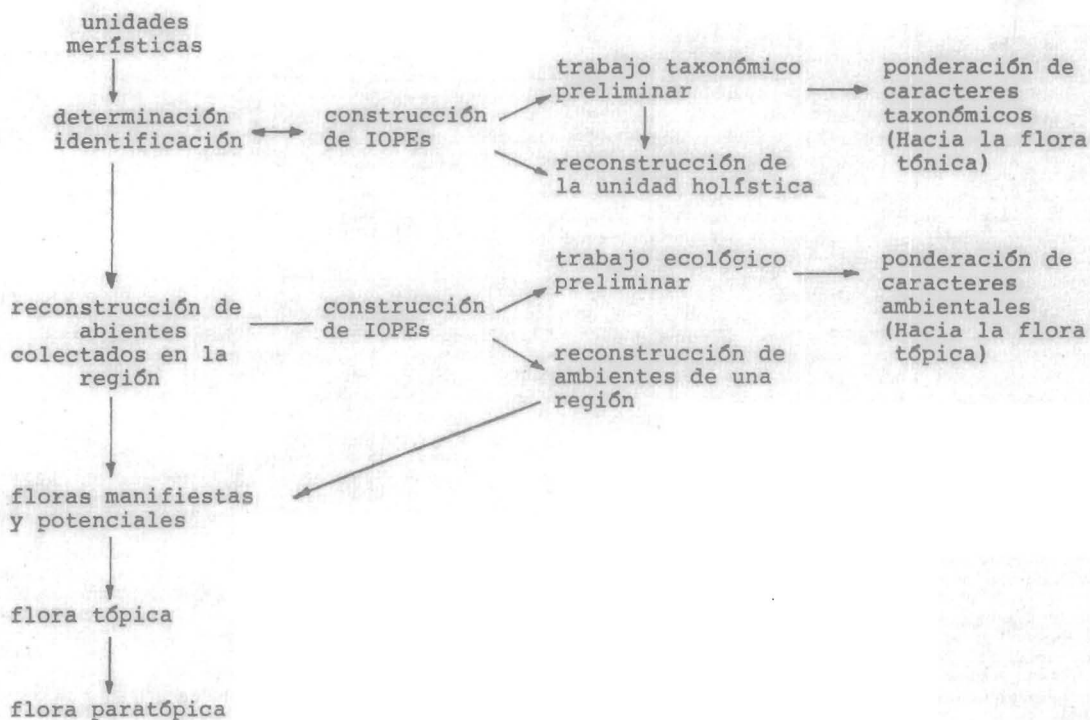 unidades
merísticas
determinación
identificación
construcción
de IOPEs
trabajo taxonómico
preliminar
ponderación de
caracteres
taxonómicos
(Hacia la flora
tónica)
reconstrucción de
la unidad holística
reconstrucción de
abientes
colectados en la
región
construcción
de IOPEs
trabajo ecológico
preliminar
ponderación de
caracteres
ambientales
(Hacia la flora
tópica)
reconstrucción de
ambientes de una
región
floras manifiestas
y potenciales
flora tópica
flora paratópica